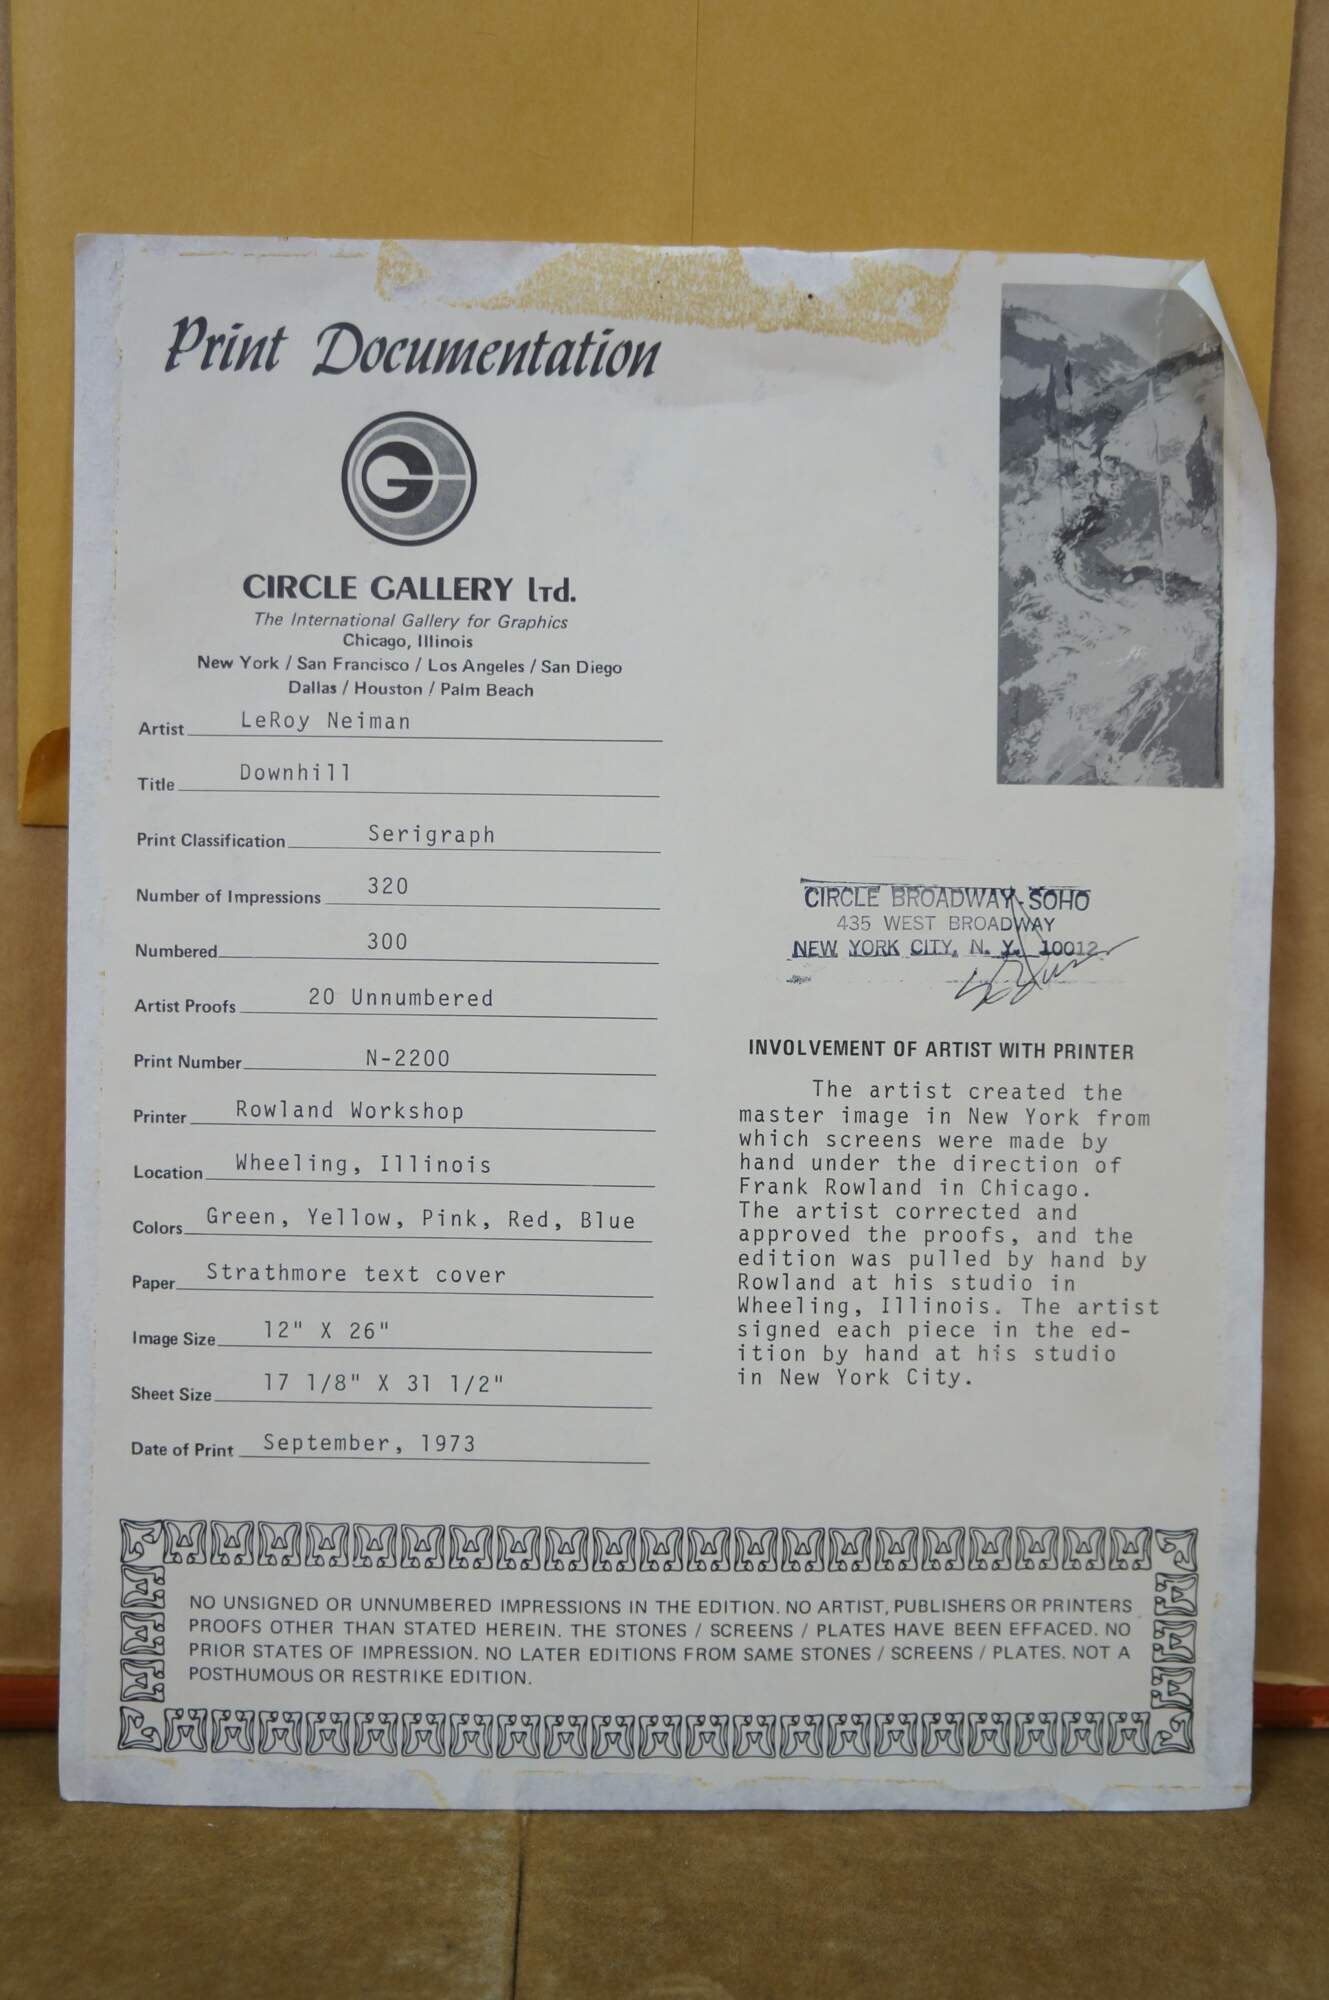 Print Documentation
CIRCLE GALLERY Ltd.
The International Gallery for Graphics
Chicago, Illinois
New York / San Francisco / Los Angeles / San Diego
Dallas / Houston / Palm Beach
Artist LeRoy Neiman
Title Downhill
Print Classification Serigraph
Number of Impressions 320
Numbered 300
Artist Proofs 20 Unnumbered
Print Number N-2200
Printer Rowland Workshop
Location Wheeling, Illinois
Colors Green, Yellow, Pink, Red, Blue
Paper Strathmore text cover
Image Size 12" X 26"
Sheet Size 17 1/8" X 31 1/2"
Date of Print September, 1973
CIRCLE BROADWAY-SOHO
435 WEST BROADWAY
NEW YORK CITY, N. Y. 10012
INVOLVEMENT OF ARTIST WITH PRINTER
The artist created the
master image in New York from
which screens were made by
hand under the direction of
Frank Rowland in Chicago.
The artist corrected and
approved the proofs, and the
edition was pulled by hand by
Rowland at his studio in
Wheeling, Illinois. The artist
signed each piece in the ed-
ition by hand at his studio
in New York City.
NO UNSIGNED OR UNNUMBERED IMPRESSIONS IN THE EDITION. NO ARTIST, PUBLISHERS OR PRINTERS
PROOFS OTHER THAN STATED HEREIN. THE STONES / SCREENS / PLATES HAVE BEEN EFFACED. NO
PRIOR STATES OF IMPRESSION. NO LATER EDITIONS FROM SAME STONES / SCREENS / PLATES. NOT A
POSTHUMOUS OR RESTRIKE EDITION.